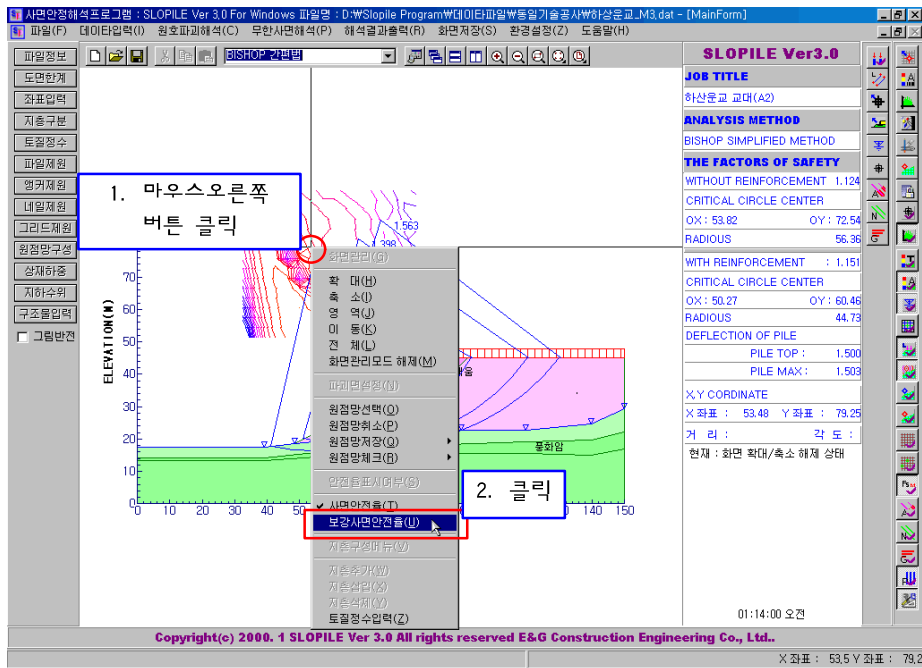 사면안정해석프로그램 : SLOPILE Ver 3,0 For Windows 파일명 : D:₩Slopile Program₩데이타파일₩동일기술공사₩하상운교_M3.dat - [MainForm]
파일(F) 데이타입력(I) 원호파괴해석(C) 무한사면해석(P) 해석결과출력(R) 화면저장(S) 환경설정(Z) 도움말(H)
BISHOP 간편법
파일정보
도면한계
좌표입력
지층구분
토질정수
파일제원
앵커제원
네일제원
그리드제원
원점망구성
상재하중
지하수위
구조물입력
그림반전
1. 마우스오른쪽
버튼 클릭
1.563
1.398
ELEVATION(M)
70
60
50
40
30
20
10
0
0 10 20 30 40 50 140 150
풍화암
화면관리(G)
확 대(H)
축 소(I)
영 역(J)
이 동(K)
전 체(L)
화면관리모드 해제(M)
파괴면설정(N)
원점망선택(O)
원점망취소(P)
원점망저장(Q)
원점망체크(R)
안전율표시여부(S)
사면안전율(T)
보강사면안전율(U)
지층구성메뉴(V)
지층추가(W)
지층삽입(X)
지층삭제(Y)
토질정수입력(Z)
2. 클릭
SLOPILE Ver3.0
JOB TITLE
하산운교 교대(A2)
ANALYSIS METHOD
BISHOP SIMPLIFIED METHOD
THE FACTORS OF SAFETY
WITHOUT REINFORCEMENT 1.124
CRITICAL CIRCLE CENTER
OX : 53.82 OY : 72.54
RADIOUS 56.36
WITH REINFORCEMENT : 1.151
CRITICAL CIRCLE CENTER
OX : 50.27 OY : 60.46
RADIOUS 44.73
DEFLECTION OF PILE
PILE TOP : 1.500
PILE MAX : 1.503
X,Y CORDINATE
X 좌표 : 53.48 Y 좌표 : 79.25
거 리 : 각 도 :
현재 : 화면 확대/축소 해제 상태
01:14:00 오전
Copyright(c) 2000. 1 SLOPILE Ver 3.0 All rights reserved E&G Construction Engineering Co., Ltd..
X 좌표 : 53,5 Y 좌표 : 79,2